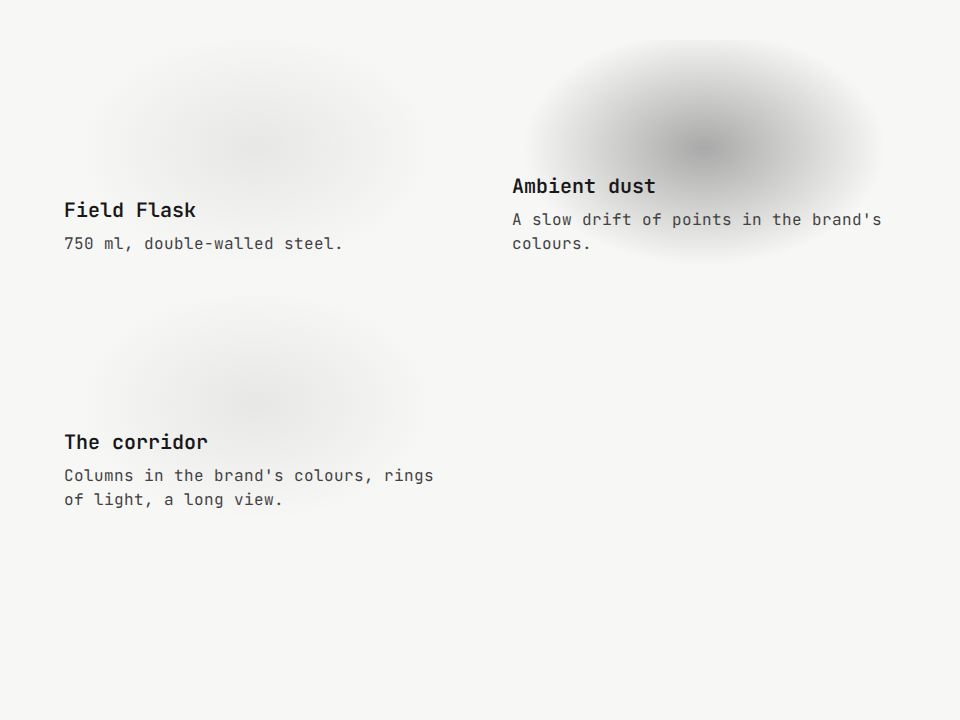 Field Flask
750 ml, double-walled steel.
Ambient dust
A slow drift of points in the brand's
colours.
The corridor
Columns in the brand's colours, rings
of light, a long view.